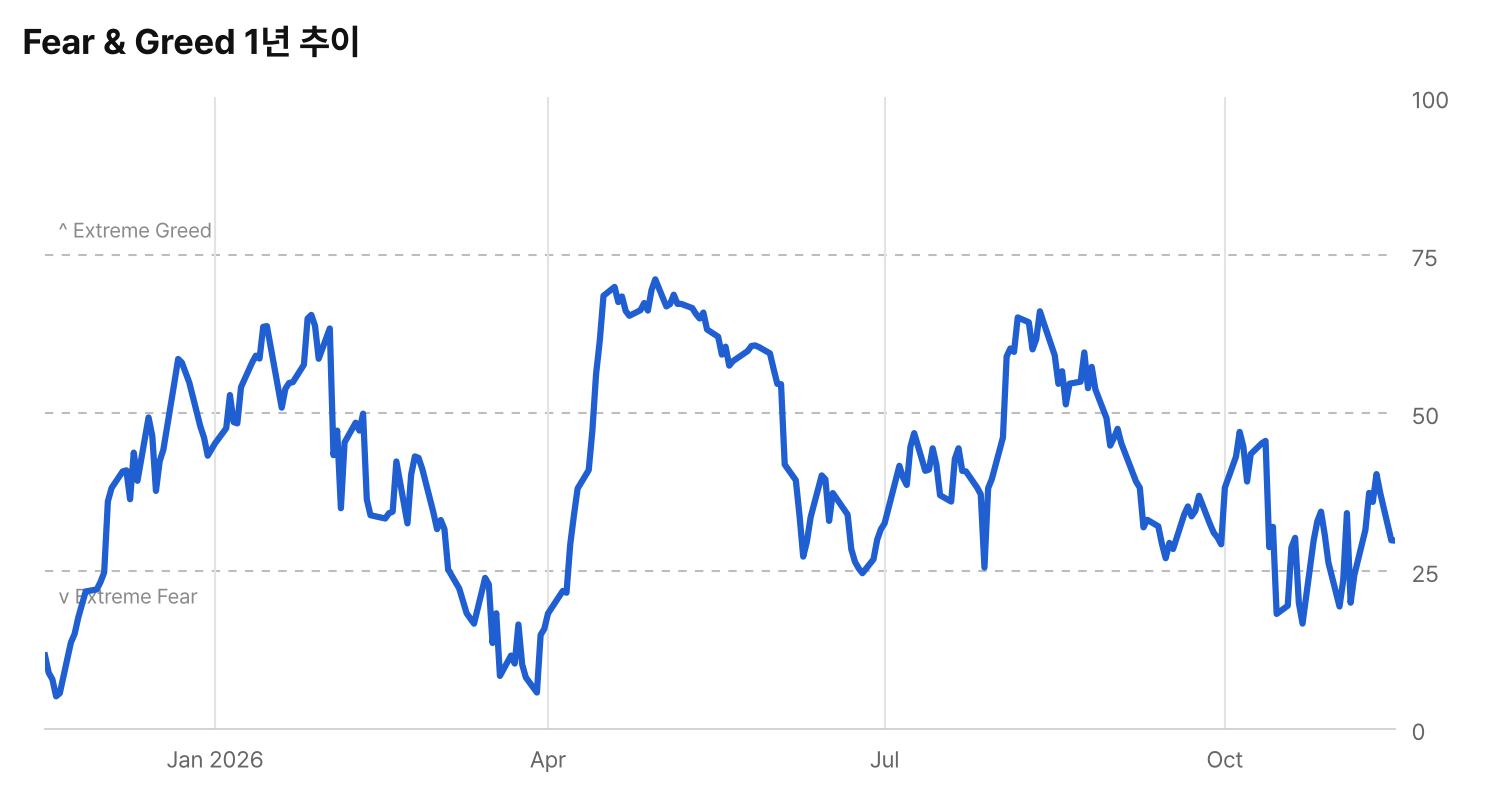 Fear & Greed 1년 추이
100
^ Extreme Greed
75
50
25
v Extreme Fear
0
Jan 2026
Apr
Jul
Oct